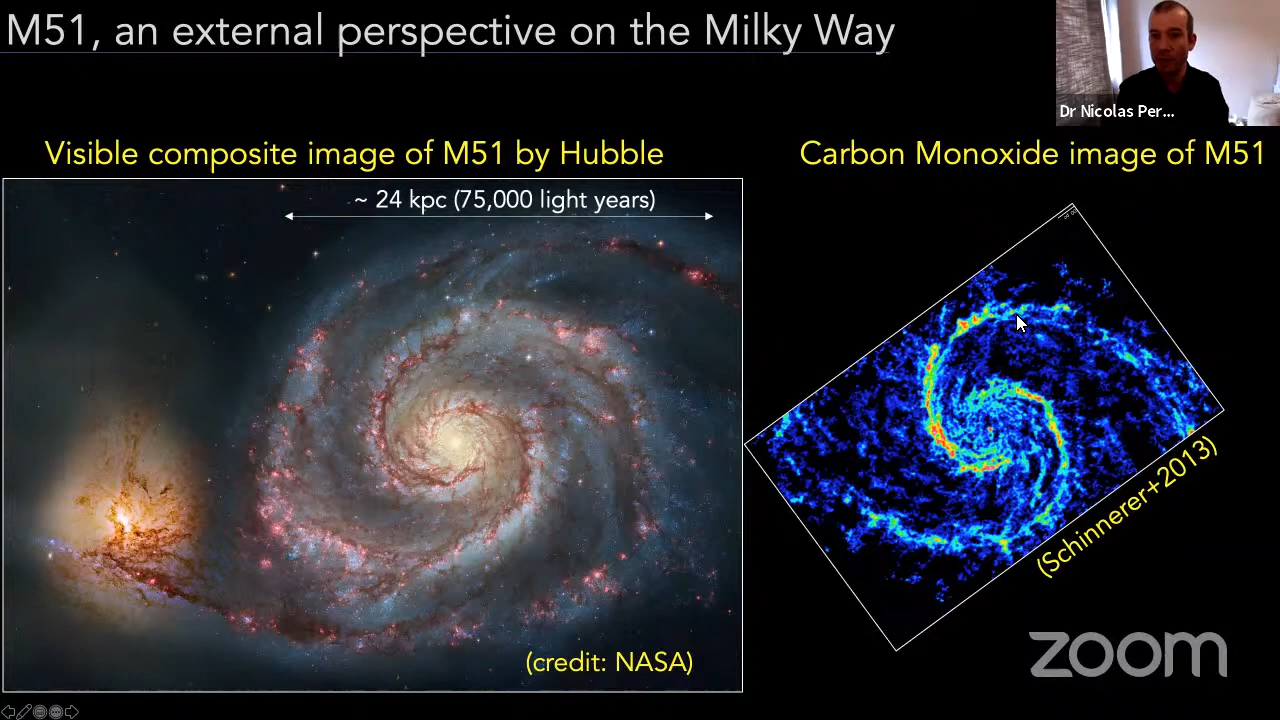 M51, an external perspective on the Milky Way
Dr Nicolas Per...
Visible composite image of M51 by Hubble
Carbon Monoxide image of M51
~ 24 kpc (75,000 light years)
(Schinnerer+2013)
(credit: NASA)
zoom